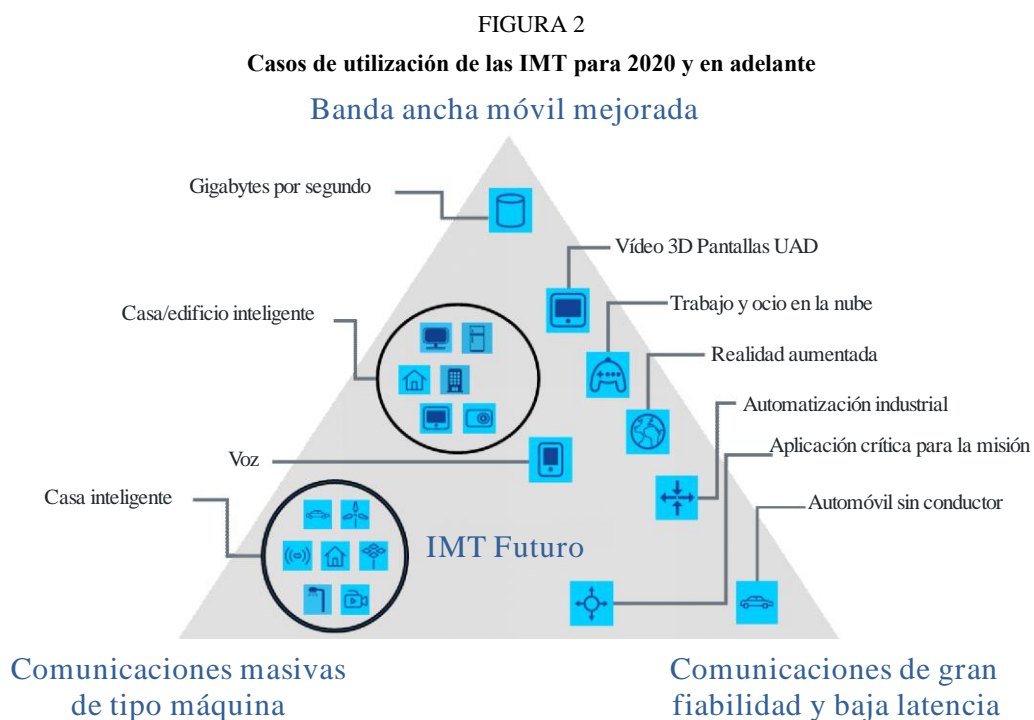 FIGURA 2
Casos de utilización de las IMT para 2020 y en adelante
Banda ancha móvil mejorada
Gigabytes por segundo
Vídeo 3D Pantallas UAD
Casa/edificio inteligente
Trabajo y ocio en la nube
Realidad aumentada
Automatización industrial
Aplicación crítica para la misión
Voz
Casa inteligente
Automóvil sin conductor
IMT Futuro
Comunicaciones masivas
de tipo máquina
Comunicaciones de gran
fiabilidad y baja latencia